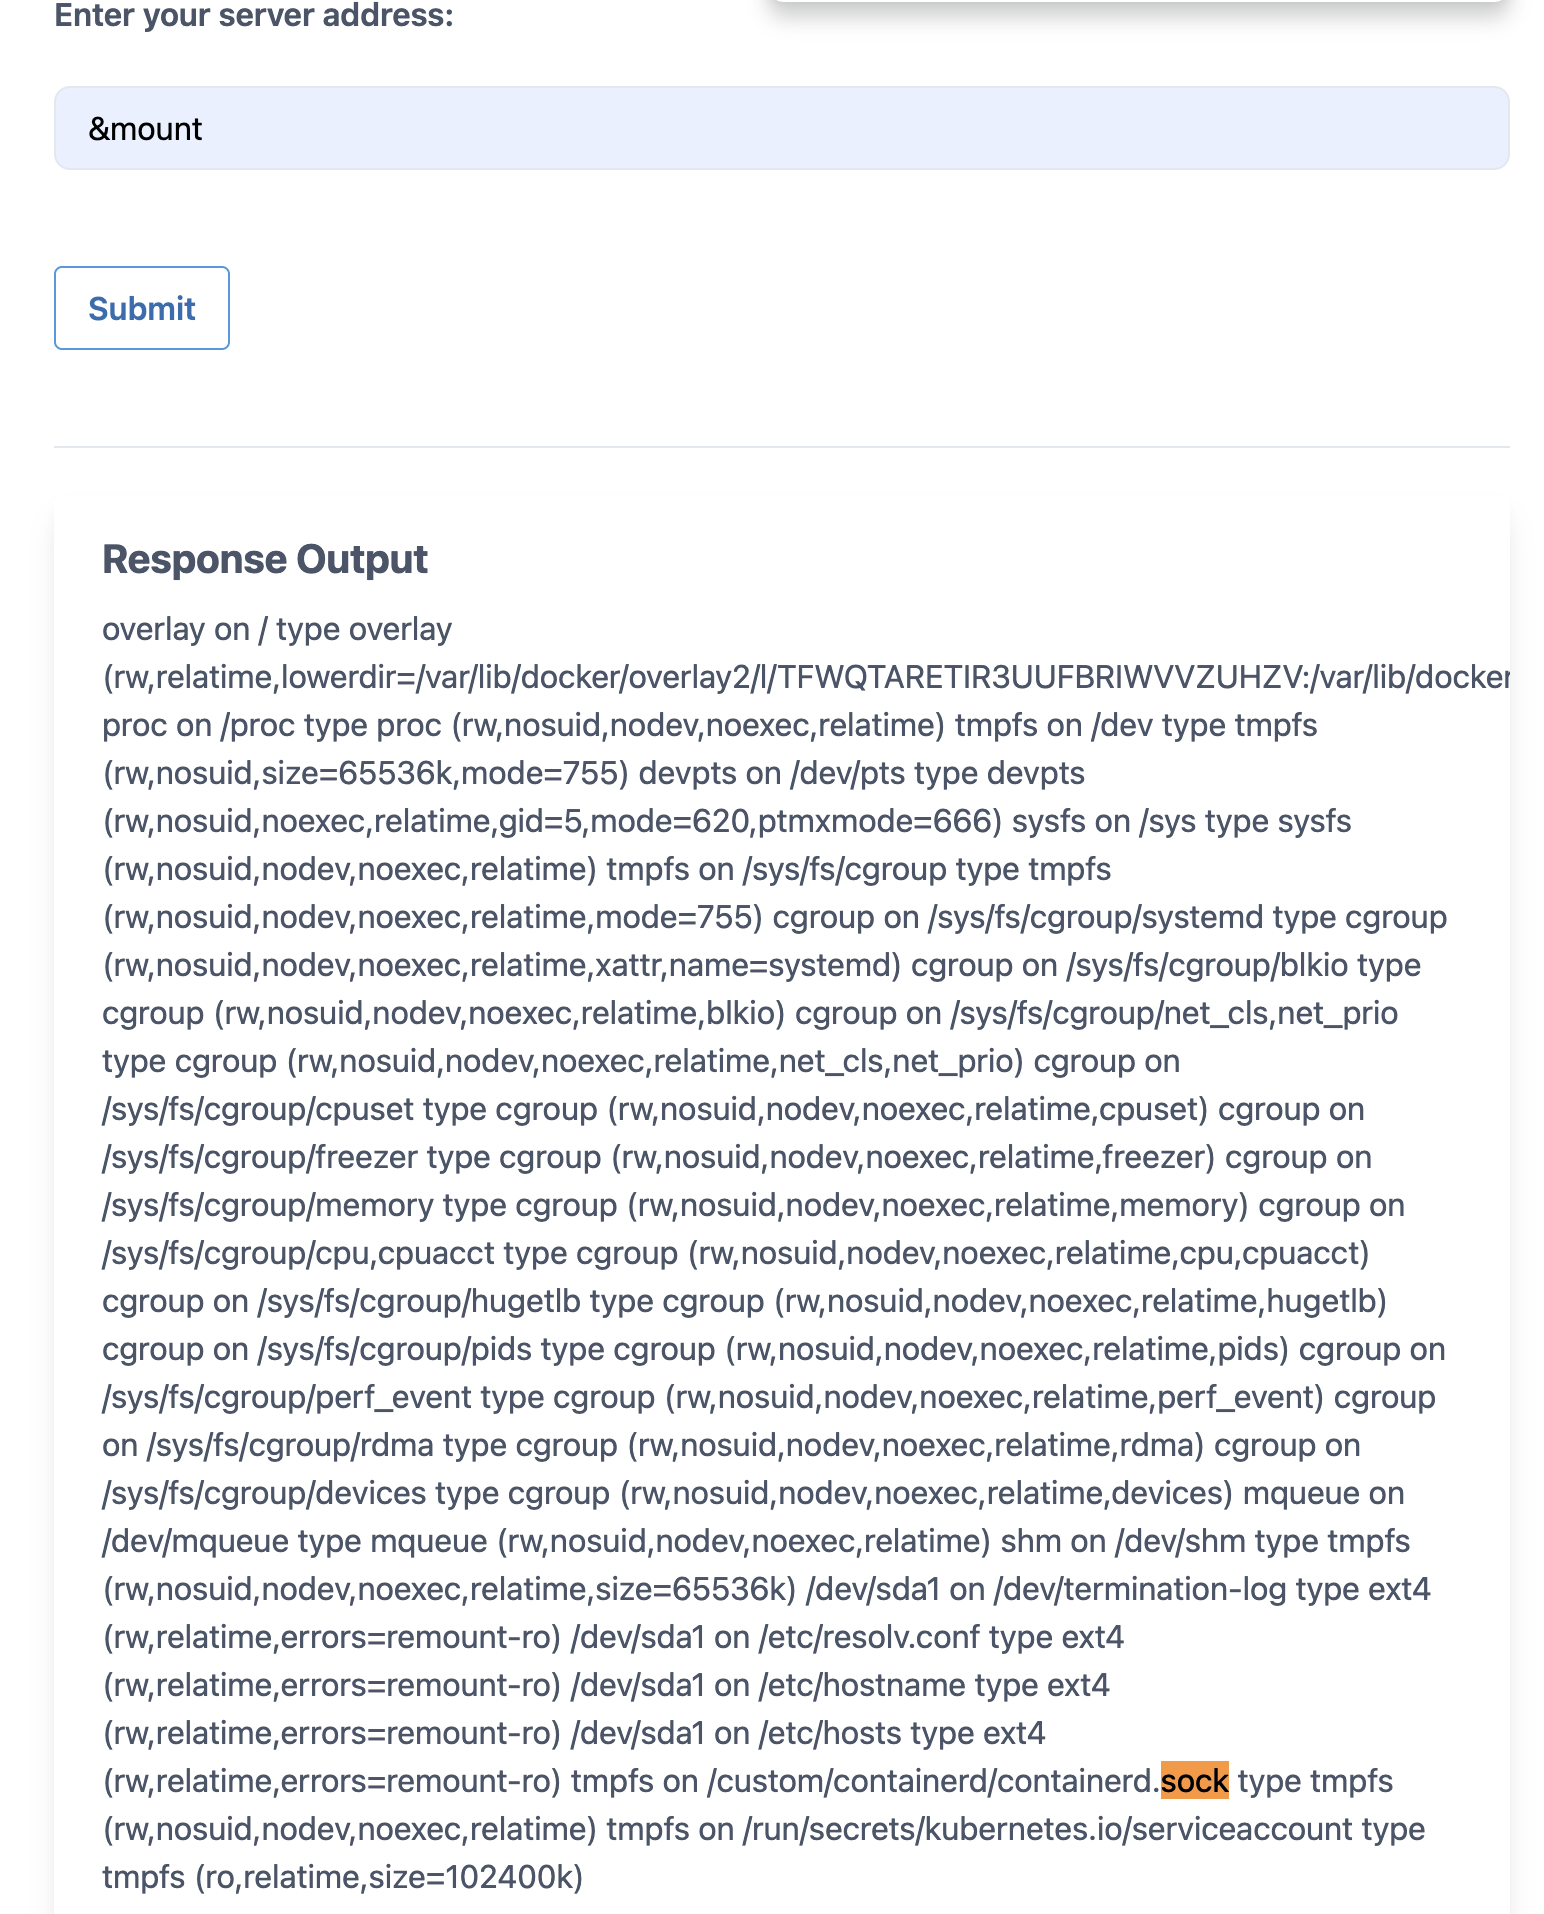 Enter your server address:
&mount
Submit
Response Output
overlay on / type overlay
(rw,relatime,lowerdir=/var/lib/docker/overlay2/l/TFWQTARETIR3UUFBRIWVVZUHZV:/var/lib/docker
proc on /proc type proc (rw,nosuid,nodev,noexec,relatime) tmpfs on /dev type tmpfs
(rw,nosuid,size=65536k,mode=755) devpts on /dev/pts type devpts
(rw,nosuid,noexec,relatime,gid=5,mode=620,ptmxmode=666) sysfs on /sys type sysfs
(rw,nosuid,nodev,noexec,relatime) tmpfs on /sys/fs/cgroup type tmpfs
(rw,nosuid,nodev,noexec,relatime,mode=755) cgroup on /sys/fs/cgroup/systemd type cgroup
(rw,nosuid,nodev,noexec,relatime,xattr,name=systemd) cgroup on /sys/fs/cgroup/blkio type
cgroup (rw,nosuid,nodev,noexec,relatime,blkio) cgroup on /sys/fs/cgroup/net_cls,net_prio
type cgroup (rw,nosuid,nodev,noexec,relatime,net_cls,net_prio) cgroup on
/sys/fs/cgroup/cpuset type cgroup (rw,nosuid,nodev,noexec,relatime,cpuset) cgroup on
/sys/fs/cgroup/freezer type cgroup (rw,nosuid,nodev,noexec,relatime,freezer) cgroup on
/sys/fs/cgroup/memory type cgroup (rw,nosuid,nodev,noexec,relatime,memory) cgroup on
/sys/fs/cgroup/cpu,cpuacct type cgroup (rw,nosuid,nodev,noexec,relatime,cpu,cpuacct)
cgroup on /sys/fs/cgroup/hugetlb type cgroup (rw,nosuid,nodev,noexec,relatime,hugetlb)
cgroup on /sys/fs/cgroup/pids type cgroup (rw,nosuid,nodev,noexec,relatime,pids) cgroup on
/sys/fs/cgroup/perf_event type cgroup (rw,nosuid,nodev,noexec,relatime,perf_event) cgroup
on /sys/fs/cgroup/rdma type cgroup (rw,nosuid,nodev,noexec,relatime,rdma) cgroup on
/sys/fs/cgroup/devices type cgroup (rw,nosuid,nodev,noexec,relatime,devices) mqueue on
/dev/mqueue type mqueue (rw,nosuid,nodev,noexec,relatime) shm on /dev/shm type tmpfs
(rw,nosuid,nodev,noexec,relatime,size=65536k) /dev/sda1 on /dev/termination-log type ext4
(rw,relatime,errors=remount-ro) /dev/sda1 on /etc/resolv.conf type ext4
(rw,relatime,errors=remount-ro) /dev/sda1 on /etc/hostname type ext4
(rw,relatime,errors=remount-ro) /dev/sda1 on /etc/hosts type ext4
(rw,relatime,errors=remount-ro) tmpfs on /custom/containerd/containerd.sock type tmpfs
(rw,nosuid,nodev,noexec,relatime) tmpfs on /run/secrets/kubernetes.io/serviceaccount type
tmpfs (ro,relatime,size=102400k)